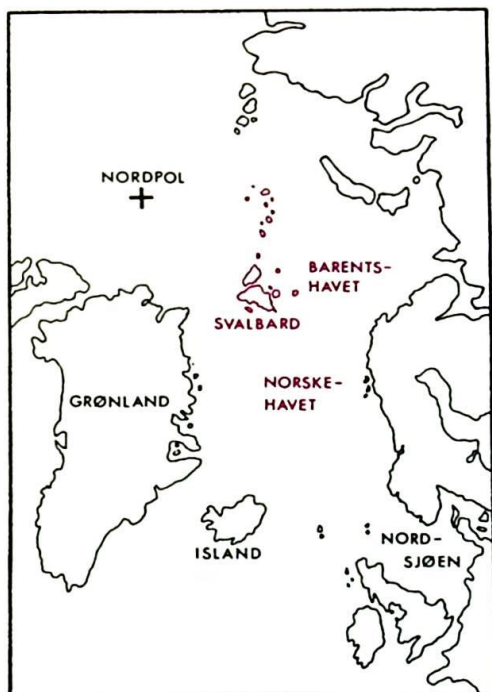 NORDPOL
BARENTS-
HAVET
SVALBARD
NORSKE-
HAVET
GRØNLAND
ISLAND
NORD-
SJØEN